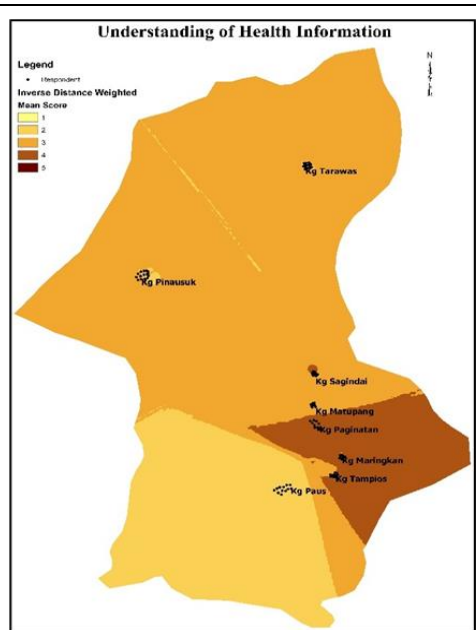 Understanding of Health Information
Legend
Respondent
Inverse Distance Weighted
Mean Score
1
2
3
4
5
N
Kg Tarawas
Kg Pinausuk
Kg Sagindai
Kg Matupang
Kg Paginatan
Kg Maringkan
Kg Tampios
Kg Paus